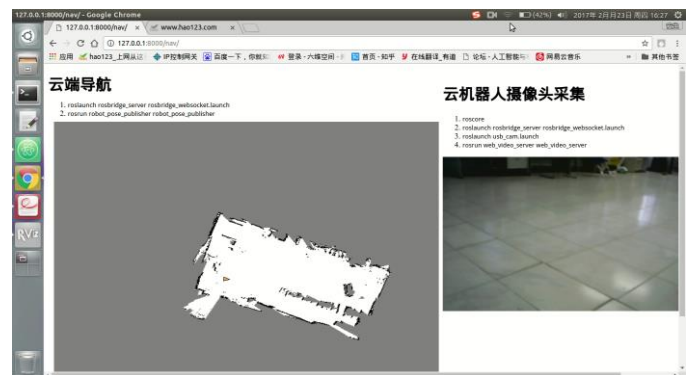 127.0.0.1:8000/nav/ - Google Chrome
(42%) 2017年2月23日 周四 16:27
127.0.0.1:8000/nav/ × www.hao123.com ×
127.0.0.1:8000/nav/
应用 hao123_上网从这 IP控制网关 百度一下，你就 登录 - 六维空间 首页 - 知乎 在线翻译_有道 论坛 - 人工智能与 网易云音乐 » 其他书签
云端导航
1. roslaunch rosbridge_server rosbridge_websocket.launch
2. rosrun robot_pose_publisher robot_pose_publisher
云机器人摄像头采集
1. roscore
2. roslaunch rosbridge_server rosbridge_websocket.launch
3. roslaunch usb_cam.launch
4. rosrun web_video_server web_video_server
RViz